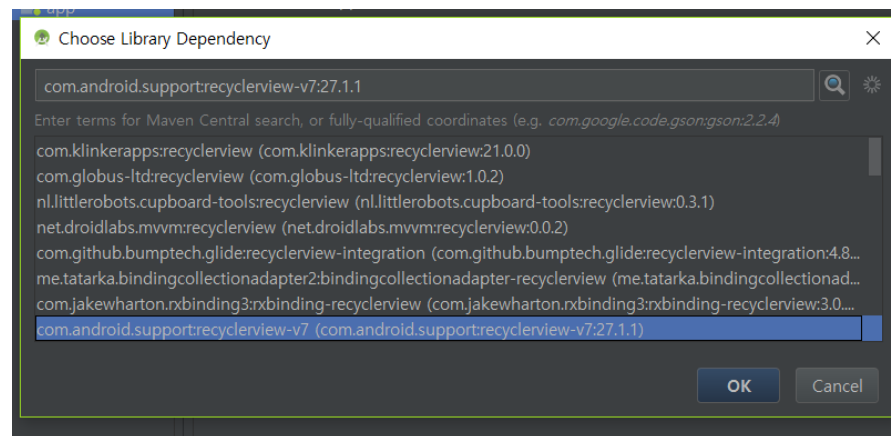 app
Choose Library Dependency
com.android.support:recyclerview-v7:27.1.1
Enter terms for Maven Central search, or fully-qualified coordinates (e.g. com.google.code.gson:gson:2.2.4)
com.klinkerapps:recyclerview (com.klinkerapps:recyclerview:21.0.0)
com.globus-ltd:recyclerview (com.globus-ltd:recyclerview:1.0.2)
nl.littlerobots.cupboard-tools:recyclerview (nl.littlerobots.cupboard-tools:recyclerview:0.3.1)
net.droidlabs.mvvm:recyclerview (net.droidlabs.mvvm:recyclerview:0.0.2)
com.github.bumptech.glide:recyclerview-integration (com.github.bumptech.glide:recyclerview-integration:4.8...
me.tatarka.bindingcollectionadapter2:bindingcollectionadapter-recyclerview (me.tatarka.bindingcollectionad...
com.jakewharton.rxbinding3:rxbinding-recyclerview (com.jakewharton.rxbinding3:rxbinding-recyclerview:3.0....
com.android.support:recyclerview-v7 (com.android.support:recyclerview-v7:27.1.1)
OK
Cancel